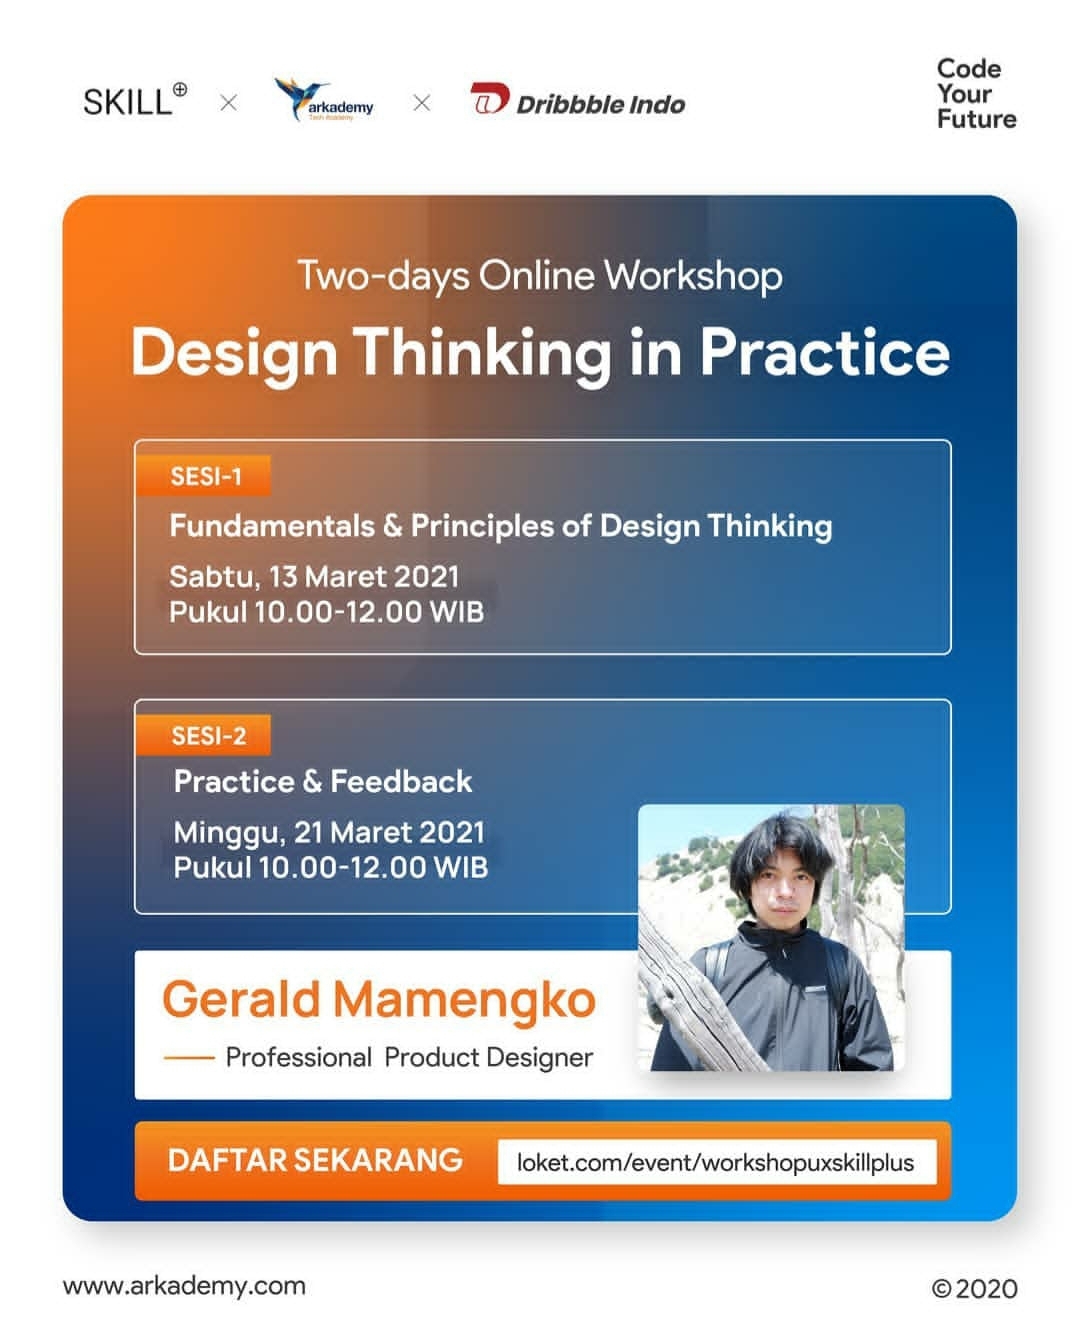 SKILL⊕ × arkademy × Dribbble Indo
Tech Academy
Code
Your
Future
Two-days Online Workshop
Design Thinking in Practice
SESI-1
Fundamentals & Principles of Design Thinking
Sabtu, 13 Maret 2021
Pukul 10.00-12.00 WIB
SESI-2
Practice & Feedback
Minggu, 21 Maret 2021
Pukul 10.00-12.00 WIB
Gerald Mamengko
Professional Product Designer
DAFTAR SEKARANG
loket.com/event/workshopuxskillplus
www.arkademy.com
©2020